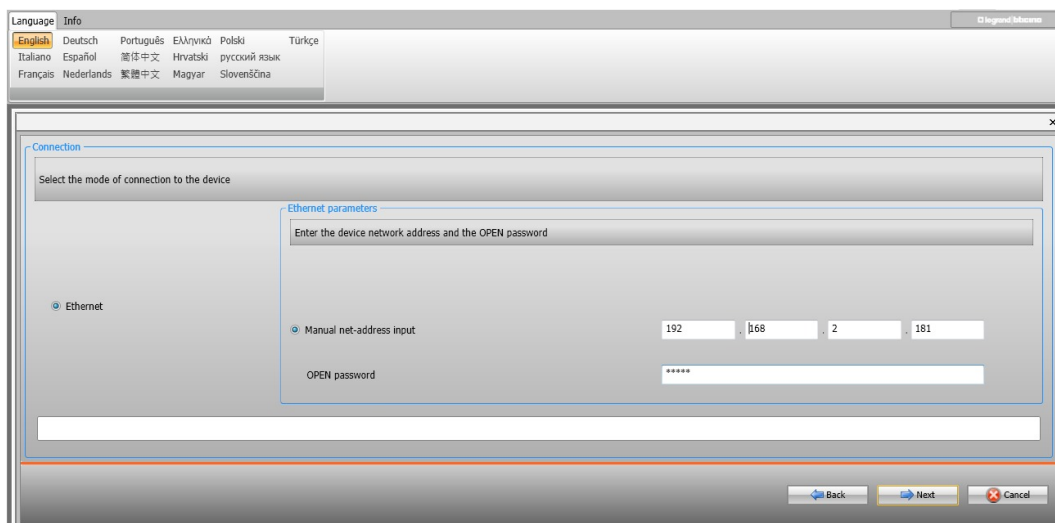 Language Info
legrand bticino
English Deutsch Português Ελληνικά Polski Türkçe
Italiano Español 简体中文 Hrvatski русский язык
Français Nederlands 繁體中文 Magyar Slovenščina
Connection
Select the mode of connection to the device
Ethernet parameters
Enter the device network address and the OPEN password
Ethernet
Manual net-address input 192 . 168 . 2 . 181
OPEN password *****
Back Next Cancel